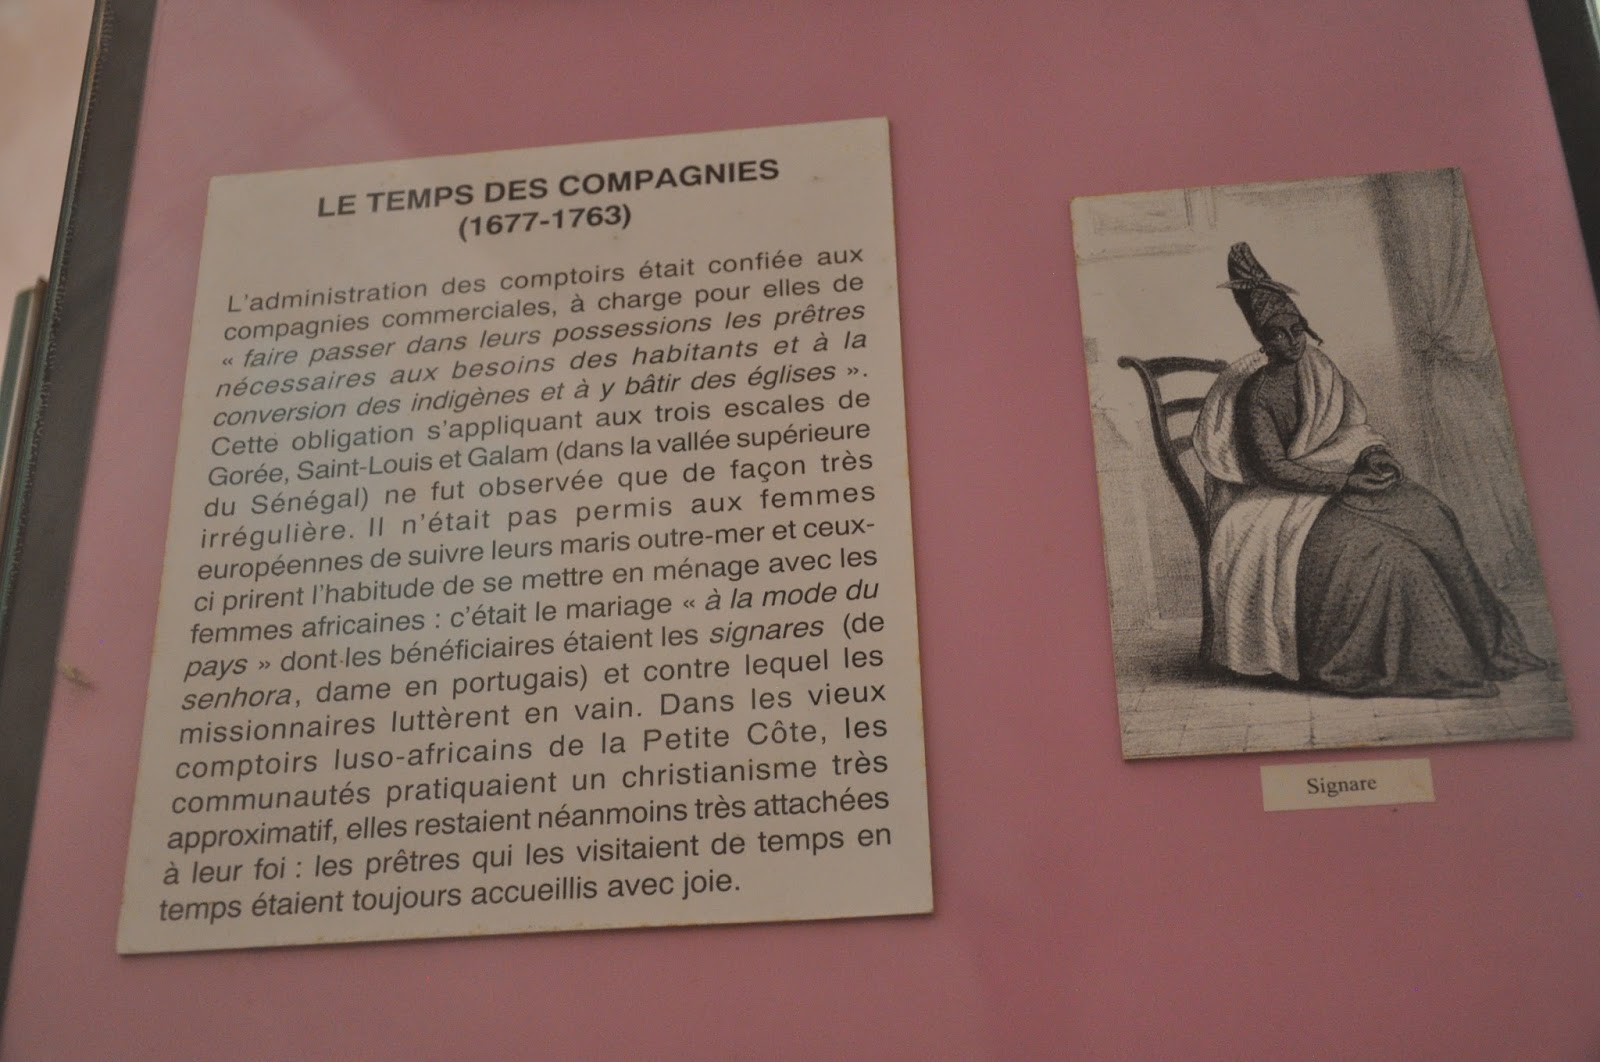 LE TEMPS DES COMPAGNIES
(1677-1763)
L'administration des comptoirs était confiée aux
compagnies commerciales, à charge pour elles de
« faire passer dans leurs possessions les prêtres
nécessaires aux besoins des habitants et à la
conversion des indigènes et à y bâtir des églises ».
Cette obligation s'appliquant aux trois escales de
Gorée, Saint-Louis et Galam (dans la vallée supérieure
du Sénégal) ne fut observée que de façon très
irrégulière. Il n'était pas permis aux femmes
européennes de suivre leurs maris outre-mer et ceux-
ci prirent l'habitude de se mettre en ménage avec les
femmes africaines : c'était le mariage « à la mode du
pays » dont les bénéficiaires étaient les signares (de
senhora, dame en portugais) et contre lequel les
missionnaires luttèrent en vain. Dans les vieux
comptoirs luso-africains de la Petite Côte, les
communautés pratiquaient un christianisme très
approximatif, elles restaient néanmoins très attachées
à leur foi : les prêtres qui les visitaient de temps en
temps étaient toujours accueillis avec joie.
Signare